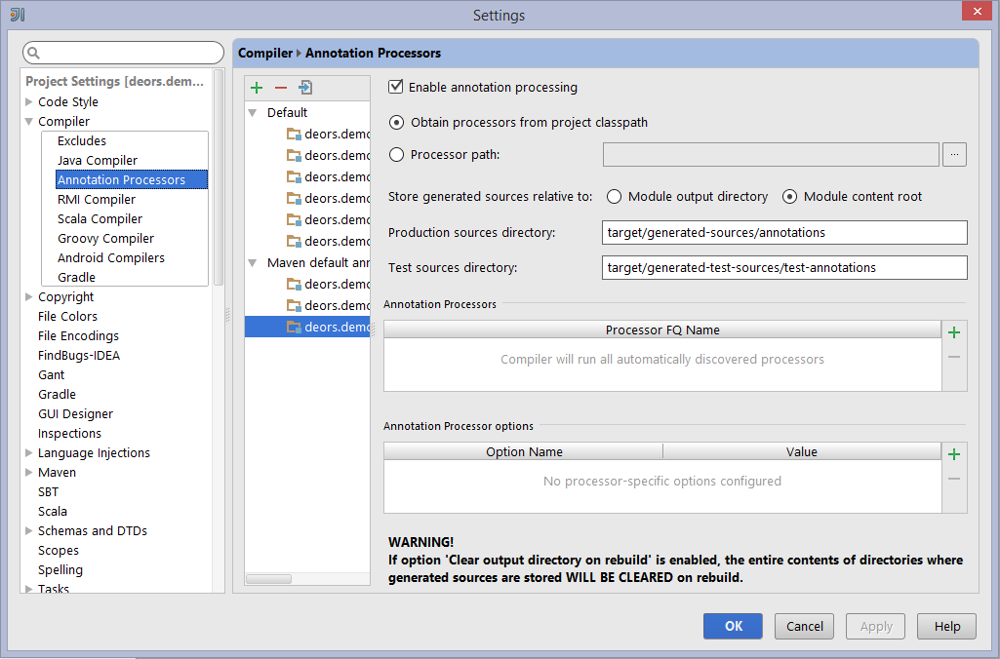 Settings
Project Settings [deors.dem...
Code Style
Compiler
Excludes
Java Compiler
Annotation Processors
RMI Compiler
Scala Compiler
Groovy Compiler
Android Compilers
Gradle
Copyright
File Colors
File Encodings
FindBugs-IDEA
Gant
Gradle
GUI Designer
Inspections
Language Injections
Maven
SBT
Scala
Schemas and DTDs
Scopes
Spelling
Tasks
Compiler › Annotation Processors
Default
deors.demo
deors.demo
deors.demo
deors.demo
deors.demo
deors.demo
Maven default ann
deors.demo
deors.demo
deors.demo
Enable annotation processing
Obtain processors from project classpath
Processor path:
...
Store generated sources relative to: Module output directory Module content root
Production sources directory: target/generated-sources/annotations
Test sources directory: target/generated-test-sources/test-annotations
Annotation Processors
Processor FQ Name
Compiler will run all automatically discovered processors
Annotation Processor options
Option Name Value
No processor-specific options configured
WARNING!
If option 'Clear output directory on rebuild' is enabled, the entire contents of directories where
generated sources are stored WILL BE CLEARED on rebuild.
OK Cancel Apply Help